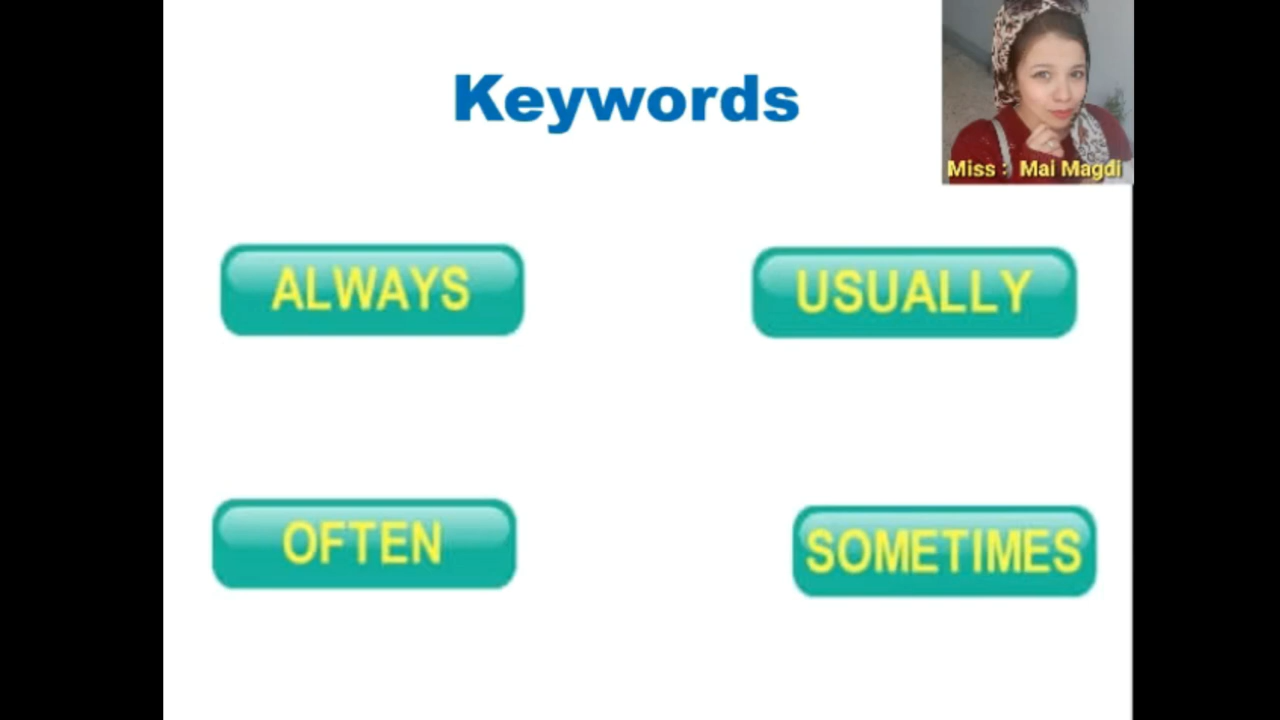 Keywords
Miss : Mai Magdi
ALWAYS
USUALLY
OFTEN
SOMETIMES